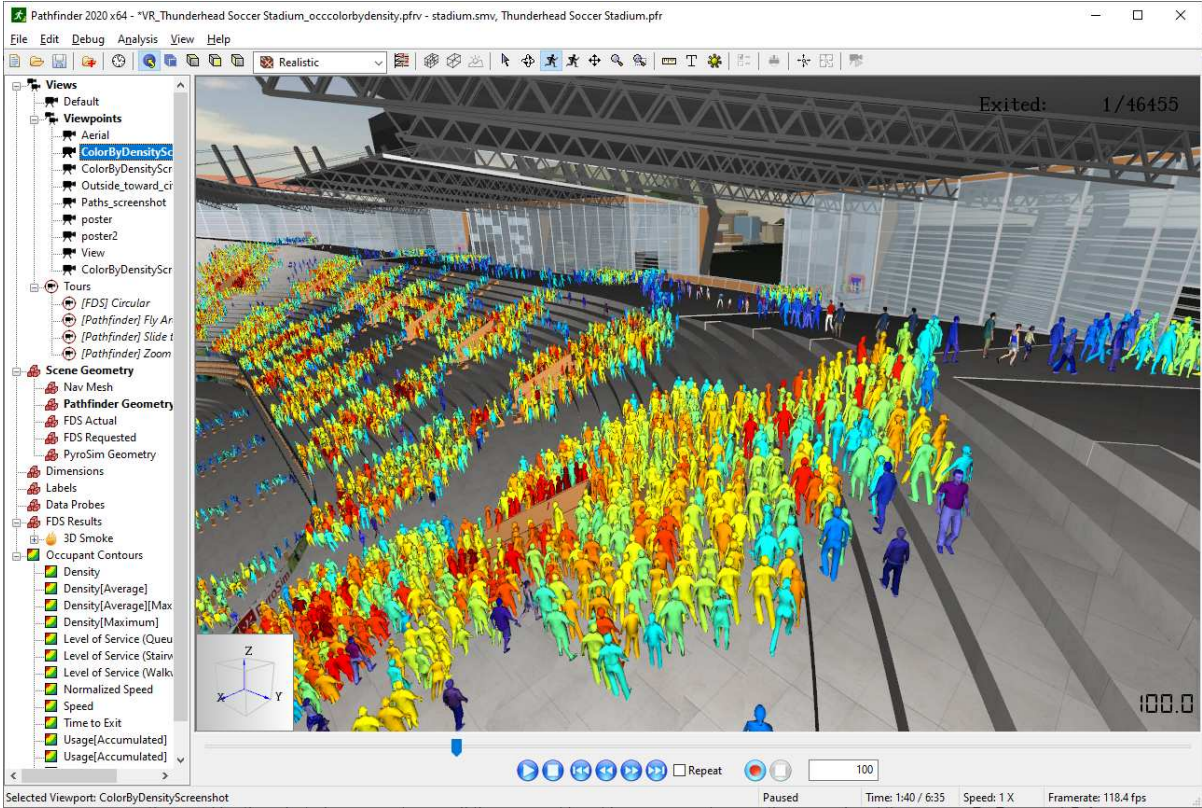 Pathfinder 2020 x64 - *VR_Thunderhead Soccer Stadium_occcolorbydensity.pfrv - stadium.smv, Thunderhead Soccer Stadium.pfr
File Edit Debug Analysis View Help
Realistic
Views
Default
Viewpoints
Aerial
ColorByDensitySc
ColorByDensityScr
Outside_toward_ci
Paths_screenshot
poster
poster2
View
ColorByDensityScr
Tours
[FDS] Circular
[Pathfinder] Fly Ar
[Pathfinder] Slide t
[Pathfinder] Zoom
Scene Geometry
Nav Mesh
Pathfinder Geometry
FDS Actual
FDS Requested
PyroSim Geometry
Dimensions
Labels
Data Probes
FDS Results
3D Smoke
Occupant Contours
Density
Density[Average]
Density[Average][Max
Density[Maximum]
Level of Service (Queu
Level of Service (Stairw
Level of Service (Walkw
Normalized Speed
Speed
Time to Exit
Usage[Accumulated]
Usage[Accumulated]
Exited: 1/46455
PyroSim
Z
X Y
100.0
Repeat
100
Selected Viewport: ColorByDensityScreenshot
Paused
Time: 1:40 / 6:35
Speed: 1 X
Framerate: 118.4 fps